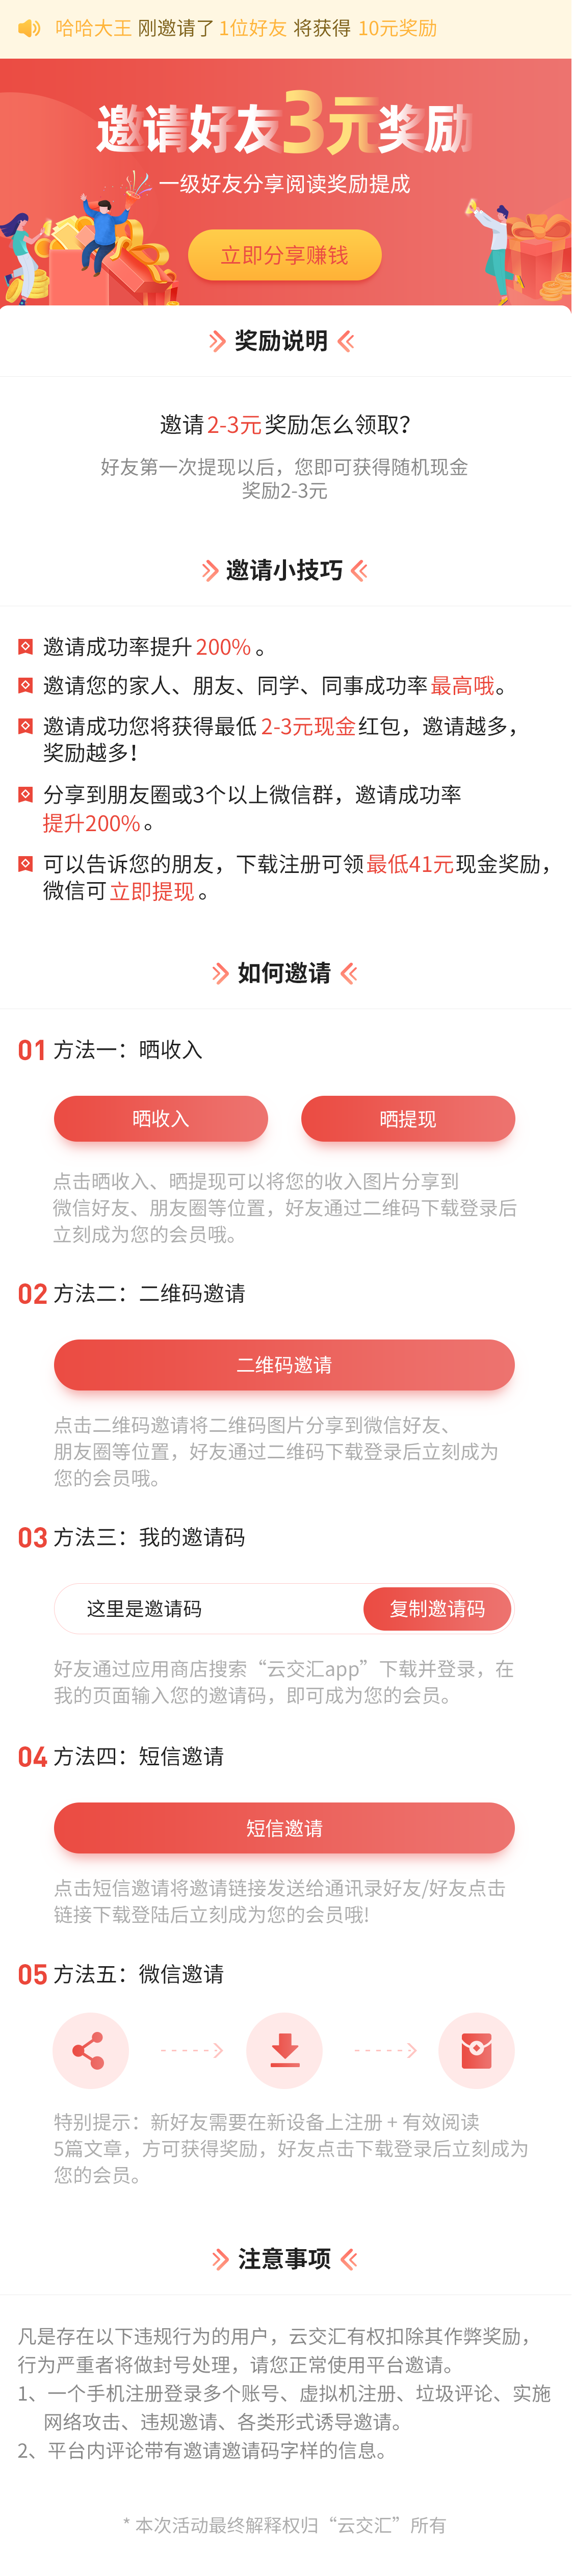 哈哈大王 刚邀请了 1位好友 将获得 10元奖励
邀请好友3元奖励
一级好友分享阅读奖励提成
立即分享赚钱
奖励说明
邀请2-3元奖励怎么领取？
好友第一次提现以后，您即可获得随机现金
奖励2-3元
邀请小技巧
邀请成功率提升200% 。
邀请您的家人、朋友、同学、同事成功率最高哦。
邀请成功您将获得最低 2-3元现金红包，邀请越多，
奖励越多！
分享到朋友圈或3个以上微信群，邀请成功率
提升200% 。
可以告诉您的朋友，下载注册可领最低41元现金奖励，
微信可立即提现 。
如何邀请
01 方法一：晒收入
晒收入 晒提现
点击晒收入、晒提现可以将您的收入图片分享到
微信好友、朋友圈等位置，好友通过二维码下载登录后
立刻成为您的会员哦。
02 方法二：二维码邀请
二维码邀请
点击二维码邀请将二维码图片分享到微信好友、
朋友圈等位置，好友通过二维码下载登录后立刻成为
您的会员哦。
03 方法三：我的邀请码
这里是邀请码 复制邀请码
好友通过应用商店搜索“云交汇app”下载并登录，在
我的页面输入您的邀请码，即可成为您的会员。
04 方法四：短信邀请
短信邀请
点击短信邀请将邀请链接发送给通讯录好友/好友点击
链接下载登陆后立刻成为您的会员哦!
05 方法五：微信邀请
特别提示：新好友需要在新设备上注册 + 有效阅读
5篇文章，方可获得奖励，好友点击下载登录后立刻成为
您的会员。
注意事项
凡是存在以下违规行为的用户，云交汇有权扣除其作弊奖励，
行为严重者将做封号处理，请您正常使用平台邀请。
1、一个手机注册登录多个账号、虚拟机注册、垃圾评论、实施
网络攻击、违规邀请、各类形式诱导邀请。
2、平台内评论带有邀请邀请码字样的信息。
* 本次活动最终解释权归“云交汇”所有